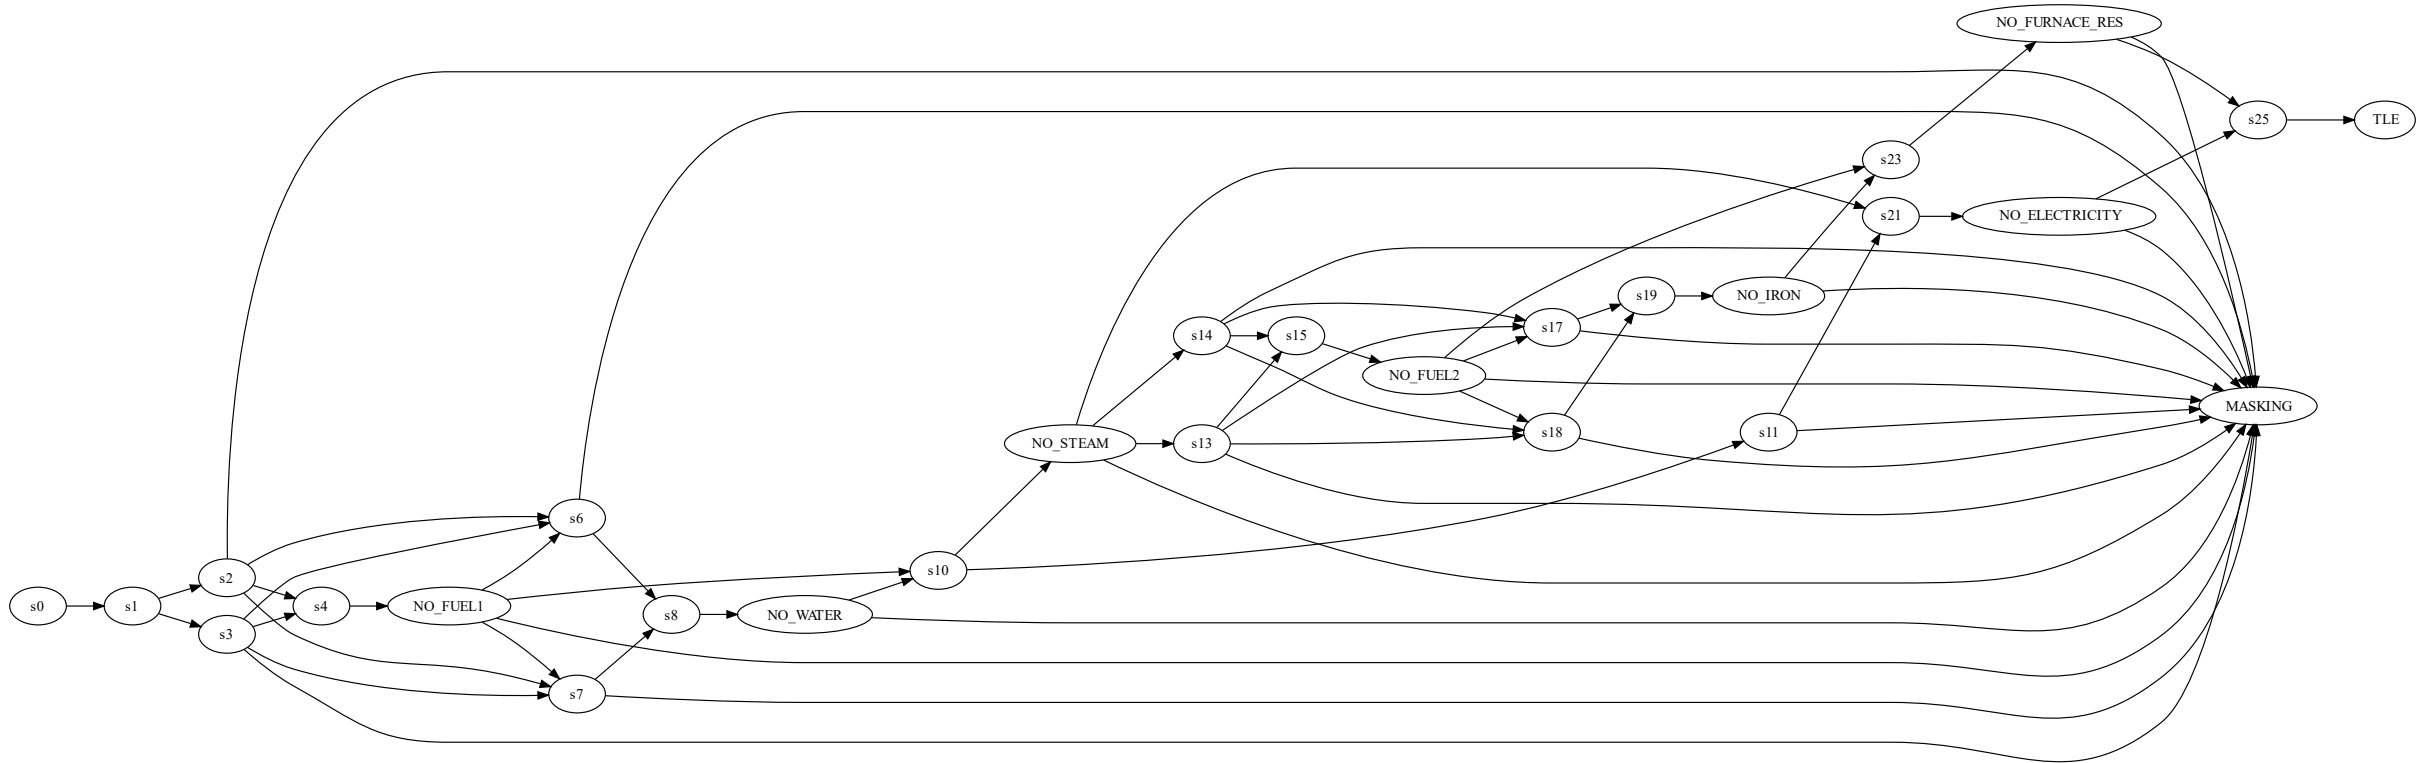 NO_FURNACE_RES
s25
TLE
s23
s21
NO_ELECTRICITY
s19
NO_IRON
s14
s15
s17
NO_FUEL2
MASKING
NO_STEAM
s13
s18
s11
s6
s2
s10
s0
s1
s4
NO_FUEL1
s8
NO_WATER
s3
s7